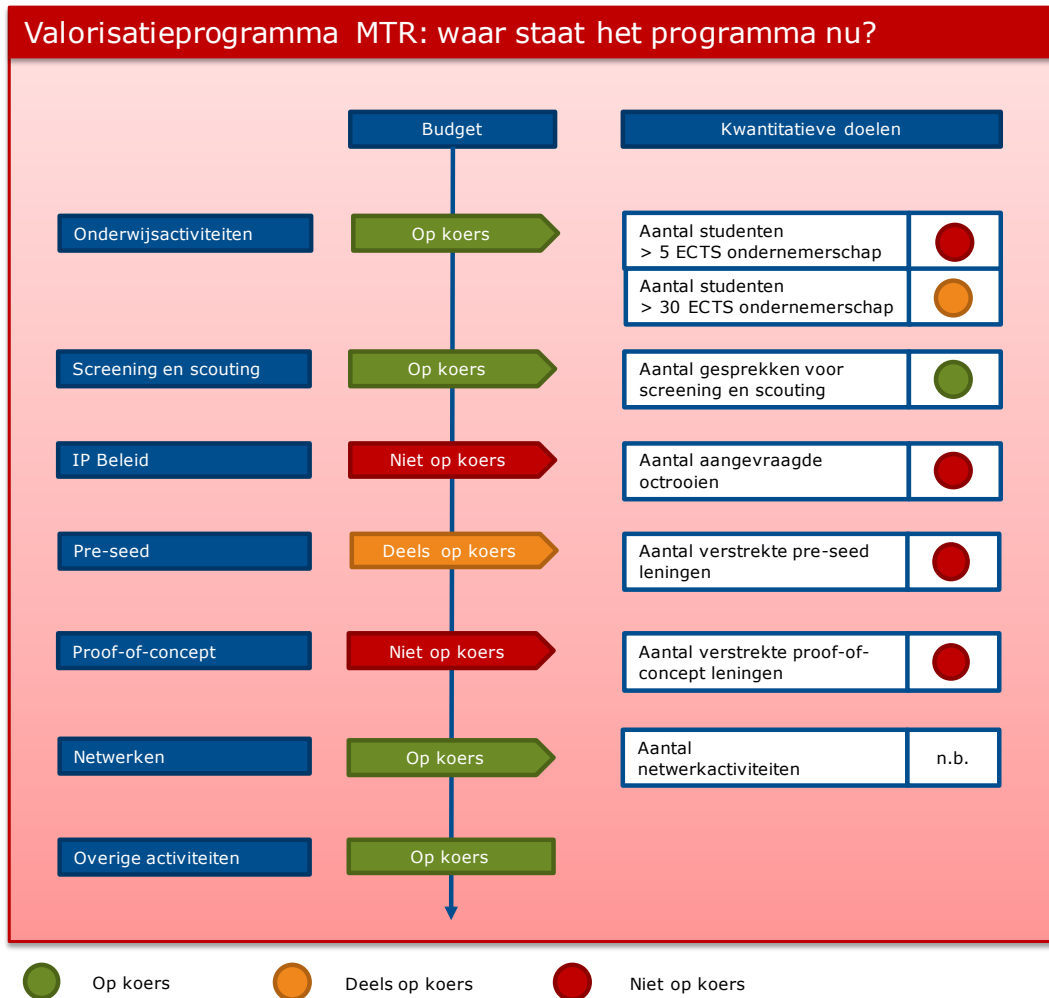 Valorisatieprogramma MTR: waar staat het programma nu?
Budget
Kwantitatieve doelen
Onderwijsactiviteiten
Op koers
Aantal studenten
> 5 ECTS ondernemerschap
Aantal studenten
> 30 ECTS ondernemerschap
Screening en scouting
Op koers
Aantal gesprekken voor
screening en scouting
IP Beleid
Niet op koers
Aantal aangevraagde
octrooien
Pre-seed
Deels op koers
Aantal verstrekte pre-seed
leningen
Proof-of-concept
Niet op koers
Aantal verstrekte proof-of-
concept leningen
Netwerken
Op koers
Aantal
netwerkactiviteiten
n.b.
Overige activiteiten
Op koers
Op koers
Deels op koers
Niet op koers